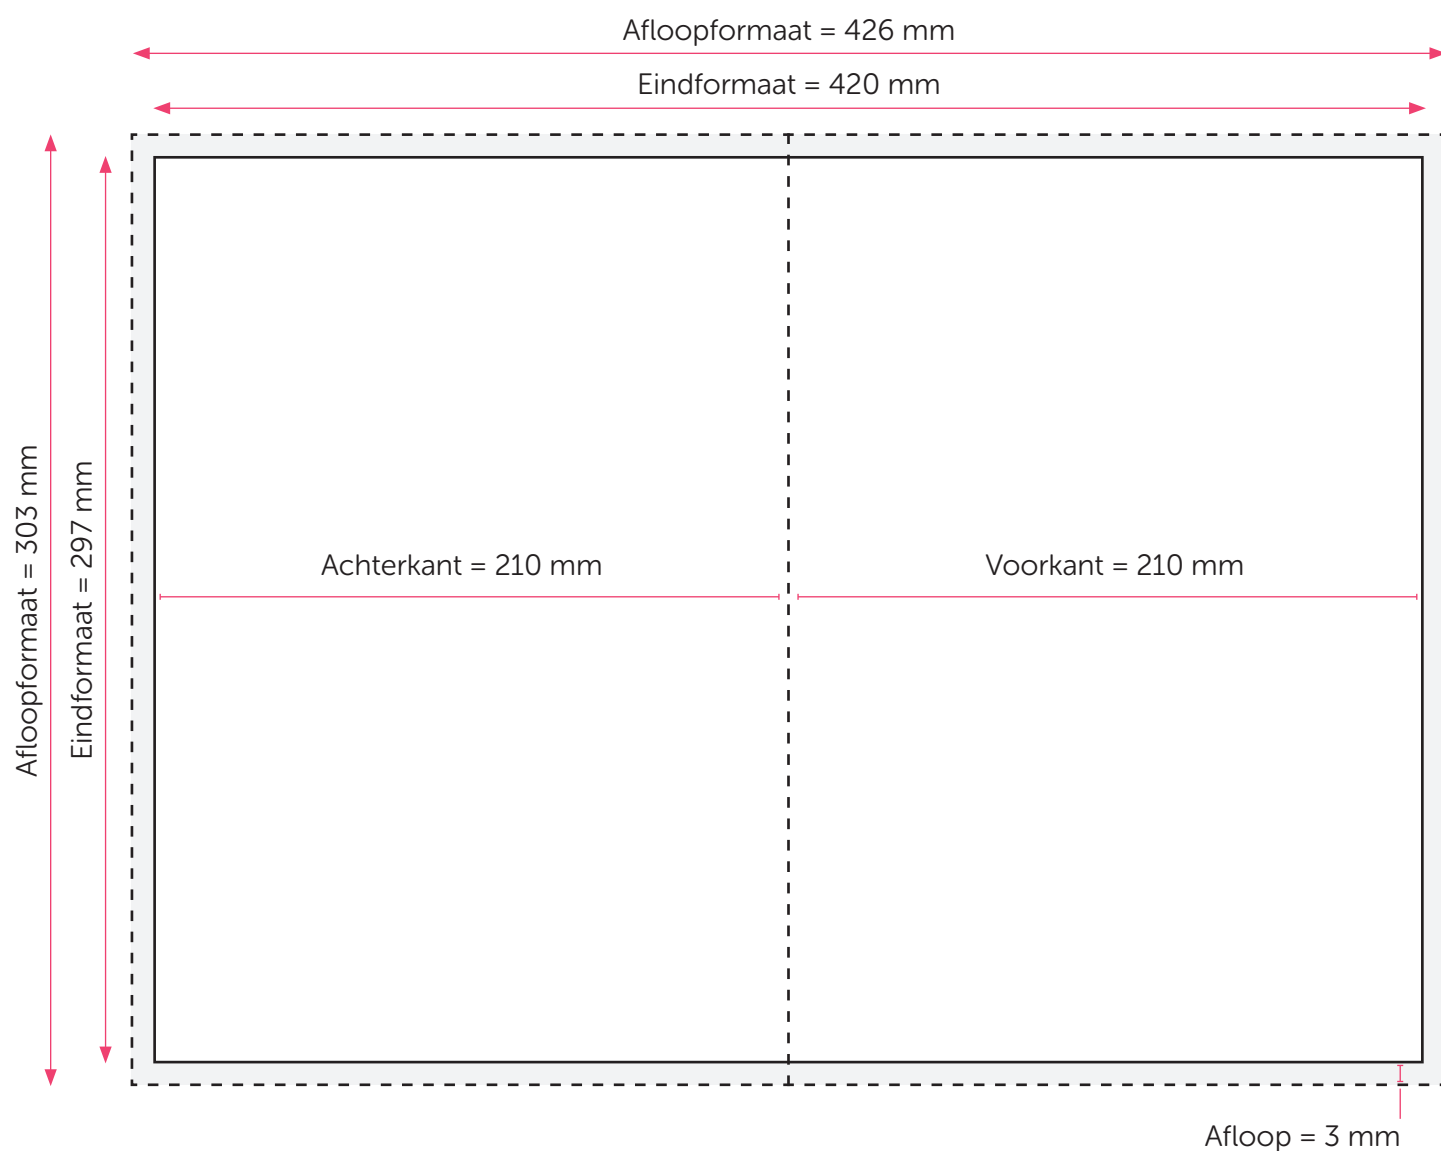 Afloopformaat = 426 mm
Eindformaat = 420 mm
Afloopformaat = 303 mm
Eindformaat = 297 mm
Achterkant = 210 mm
Voorkant = 210 mm
Afloop = 3 mm